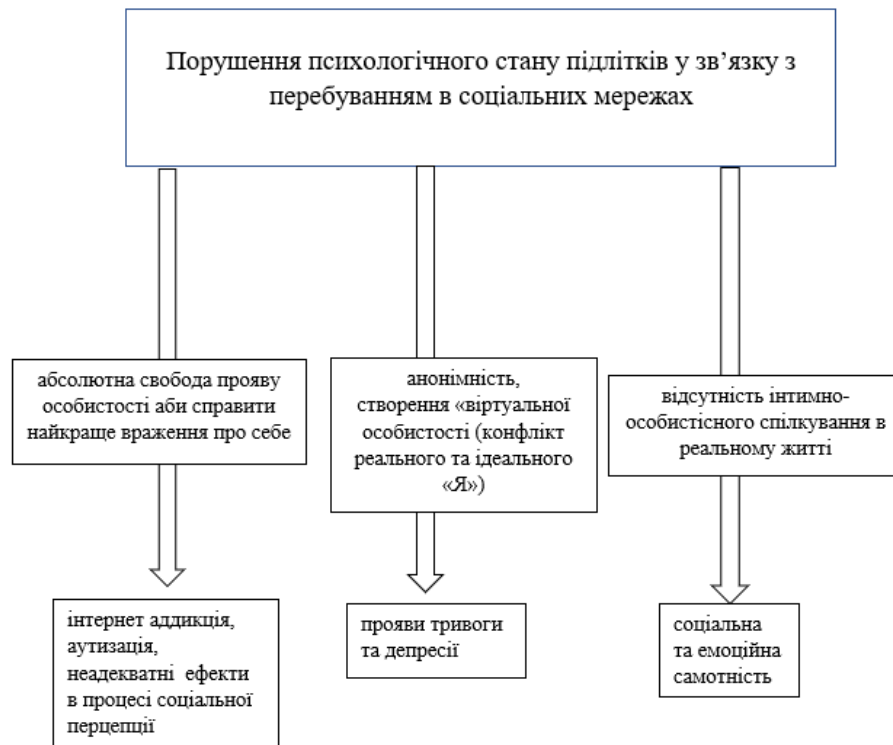 Порушення психологічного стану підлітків у зв’язку з
перебуванням в соціальних мережах
абсолютна свобода прояву
особистості аби справити
найкраще враження про себе
анонімність,
створення «віртуальної
особистості (конфлікт
реального та ідеального
«Я»)
відсутність інтимно-
особистісного спілкування в
реальному житті
інтернет аддикція,
аутизація,
неадекватні ефекти
в процесі соціальної
перцепції
прояви тривоги
та депресії
соціальна
та емоційна
самотність